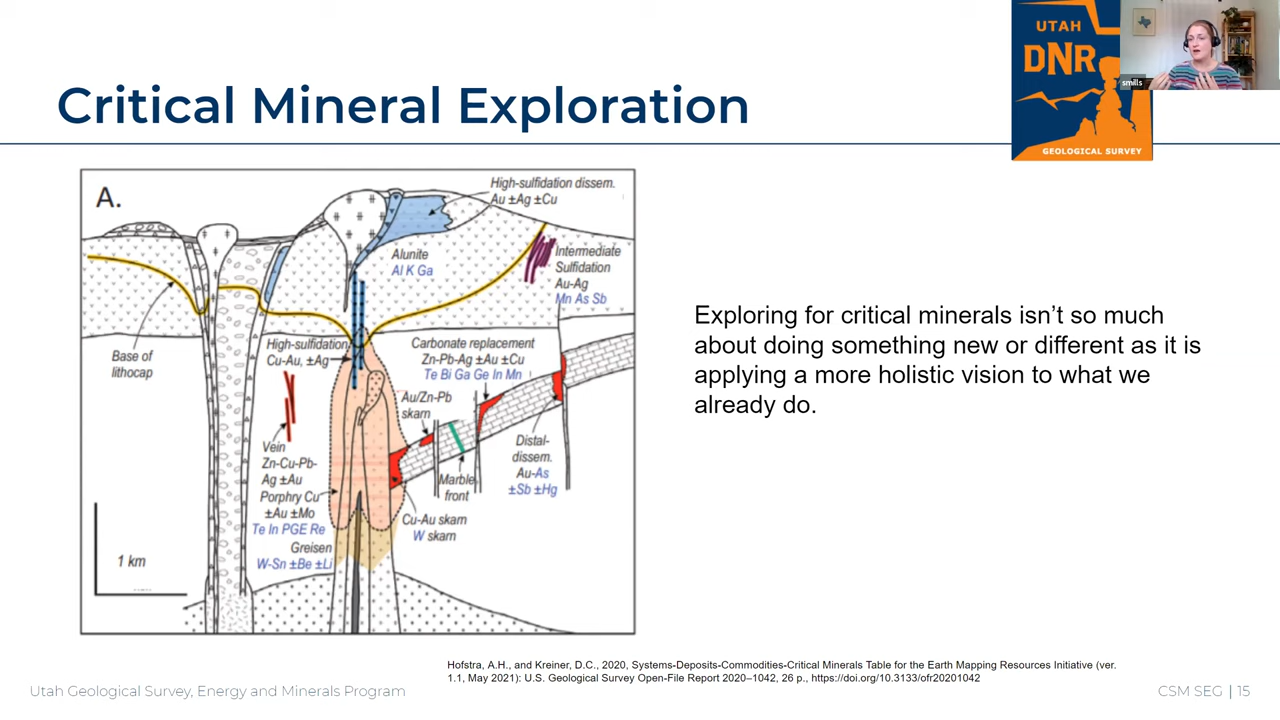 UTAH
DNR
GEOLOGICAL SURVEY
smills
Critical Mineral Exploration
A.
High-sulfidation dissem.
Au ±Ag ±Cu
Alunite
Al K Ga
Intermediate
Sulfidation
Au-Ag
Mn As Sb
Base of
lithocap
High-sulfidation
Cu-Au, ±Ag
Carbonate replacement
Zn-Pb-Ag ±Au ±Cu
Te Bi Ga Ge In Mn
Au/Zn-Pb
skarn
Vein
Zn-Cu-Pb-
Ag ±Au
Porphry Cu
±Au ±Mo
Te In PGE Re
Greisen
W-Sn ±Be ±Li
Marble
front
Distal-
dissem.
Au-As
±Sb ±Hg
Cu-Au skarn
W skarn
1 km
Exploring for critical minerals isn’t so much
about doing something new or different as it is
applying a more holistic vision to what we
already do.
Hofstra, A.H., and Kreiner, D.C., 2020, Systems-Deposits-Commodities-Critical Minerals Table for the Earth Mapping Resources Initiative (ver.
1.1, May 2021): U.S. Geological Survey Open-File Report 2020–1042, 26 p., https://doi.org/10.3133/ofr20201042
Utah Geological Survey, Energy and Minerals Program
CSM SEG | 15